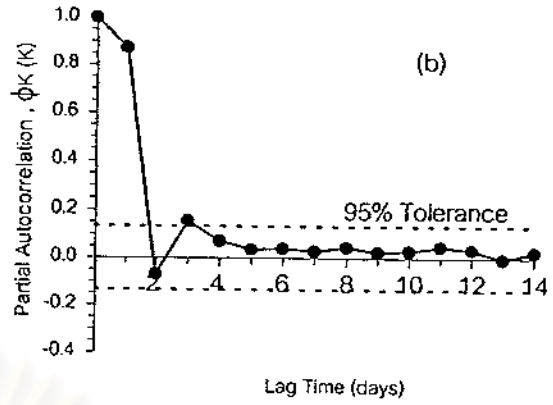 (b)
Partial Autocorrelation , ϕK (K)
1.0
0.8
0.6
0.4
0.2
0.0
-0.2
-0.4
95% Tolerance
2 4 6 8 10 12 14
Lag Time (days)